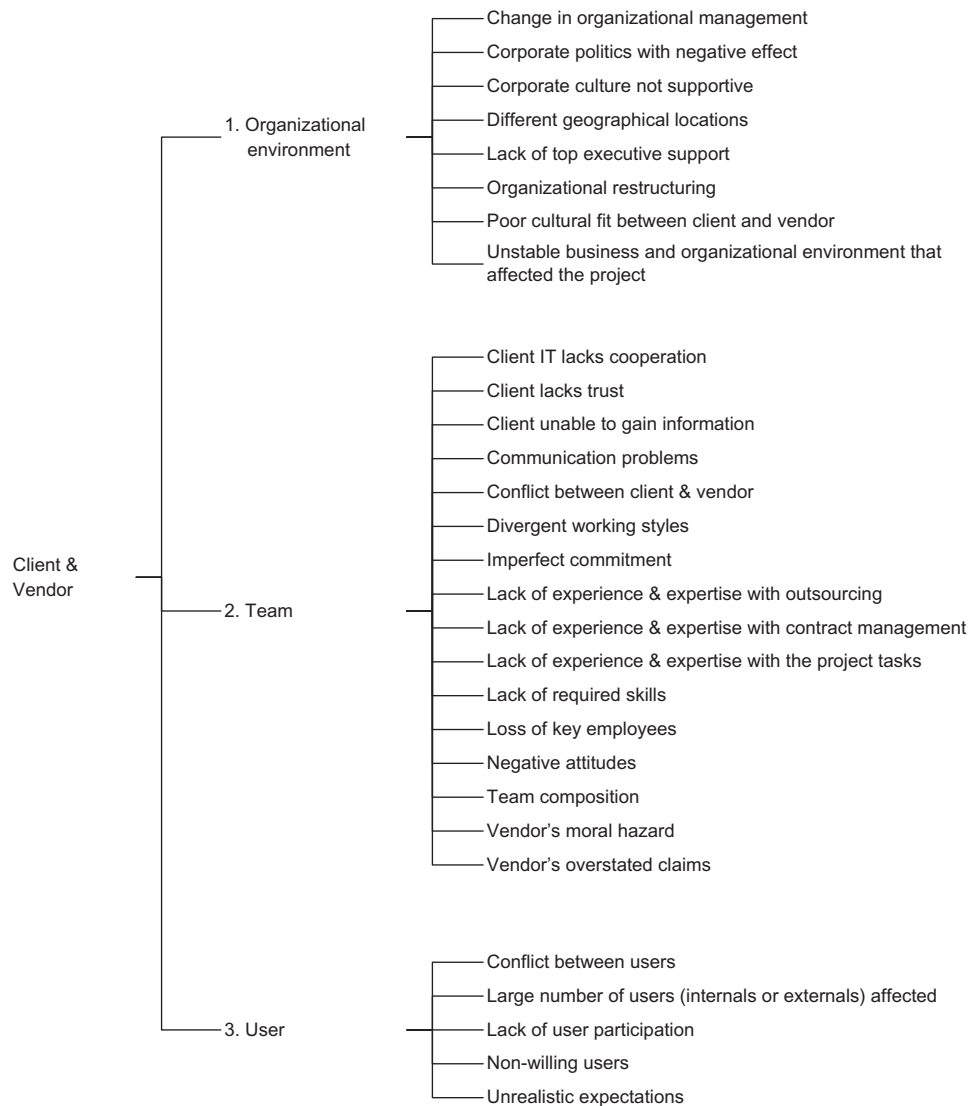 Client &
Vendor
1. Organizational
environment
Change in organizational management
Corporate politics with negative effect
Corporate culture not supportive
Different geographical locations
Lack of top executive support
Organizational restructuring
Poor cultural fit between client and vendor
Unstable business and organizational environment that
affected the project
2. Team
Client IT lacks cooperation
Client lacks trust
Client unable to gain information
Communication problems
Conflict between client & vendor
Divergent working styles
Imperfect commitment
Lack of experience & expertise with outsourcing
Lack of experience & expertise with contract management
Lack of experience & expertise with the project tasks
Lack of required skills
Loss of key employees
Negative attitudes
Team composition
Vendor’s moral hazard
Vendor’s overstated claims
3. User
Conflict between users
Large number of users (internals or externals) affected
Lack of user participation
Non-willing users
Unrealistic expectations